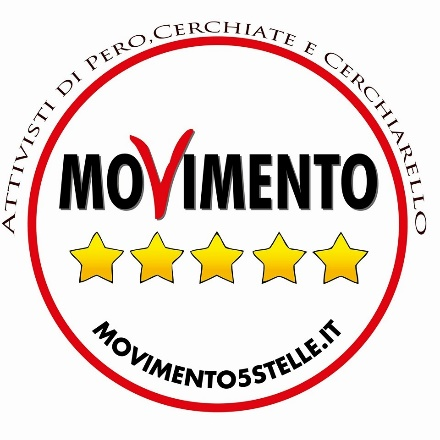 Attivisti di Pero,Cerchiate e Cerchiarello
MOVIMENTO
MOVIMENTO5STELLE.IT